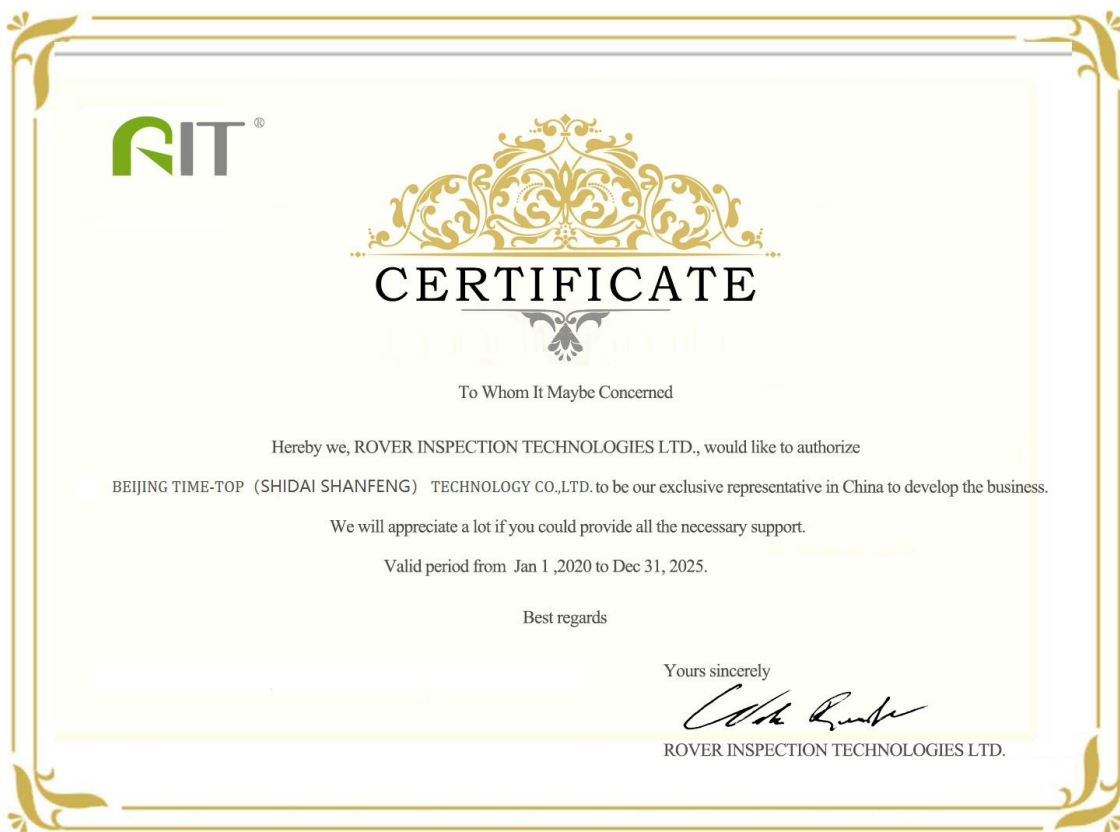 RIT ®
CERTIFICATE
To Whom It Maybe Concerned
Hereby we, ROVER INSPECTION TECHNOLOGIES LTD., would like to authorize
BEIJING TIME-TOP（SHIDAI SHANFENG） TECHNOLOGY CO.,LTD. to be our exclusive representative in China to develop the business.
We will appreciate a lot if you could provide all the necessary support.
Valid period from Jan 1 ,2020 to Dec 31, 2025.
Best regards
Yours sincerely
ROVER INSPECTION TECHNOLOGIES LTD.